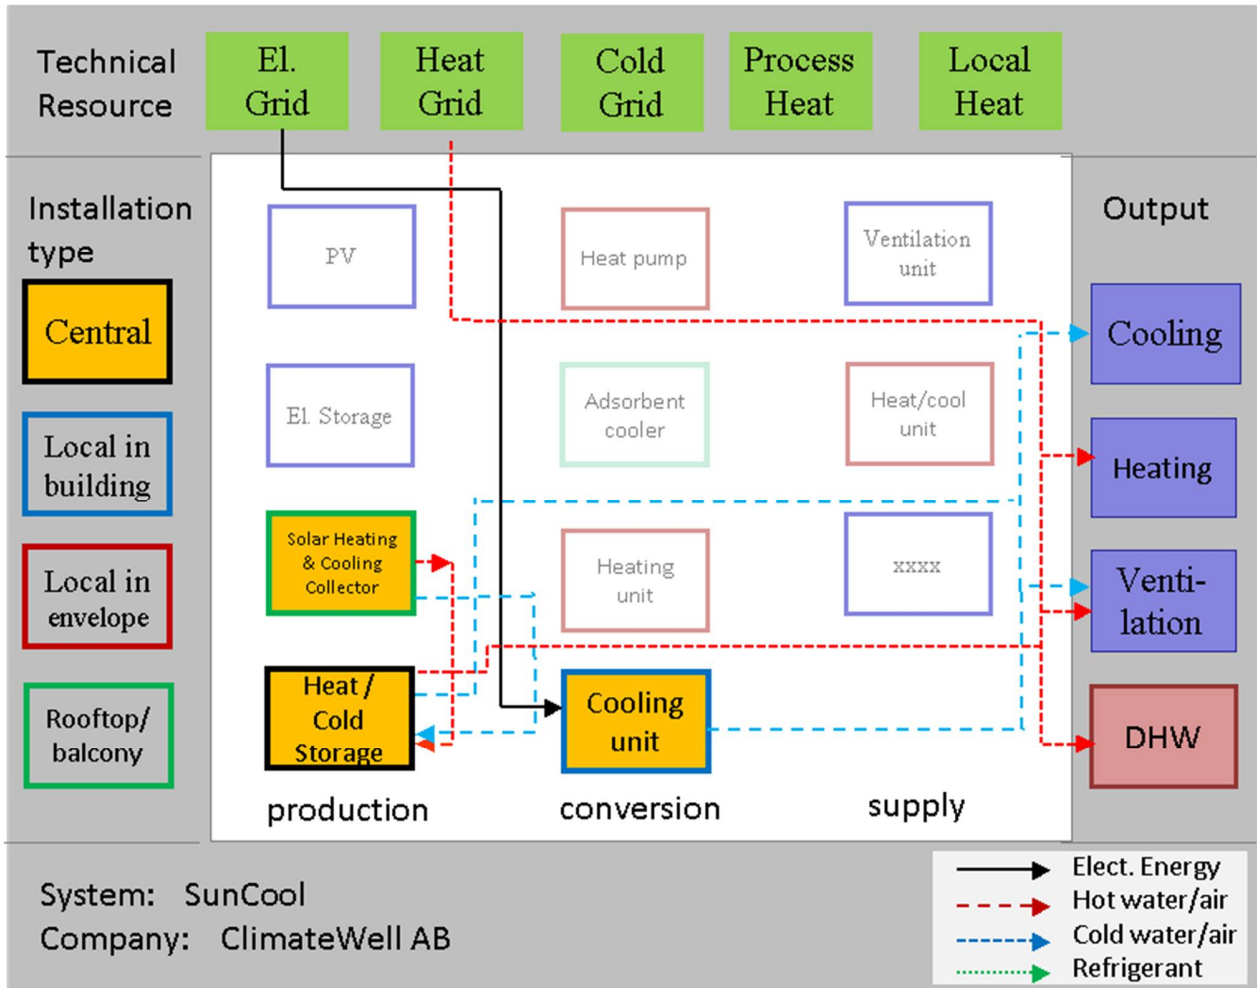 Technical
Resource
El.
Grid
Heat
Grid
Cold
Grid
Process
Heat
Local
Heat
Installation
type
Central
Local in
building
Local in
envelope
Rooftop/
balcony
PV
Heat pump
Ventilation
unit
El. Storage
Adsorbent
cooler
Heat/cool
unit
Solar Heating
& Cooling
Collector
Heating
unit
xxxx
Heat /
Cold
Storage
Cooling
unit
production
conversion
supply
Output
Cooling
Heating
Venti-
lation
DHW
System: SunCool
Company: ClimateWell AB
Elect. Energy
Hot water/air
Cold water/air
Refrigerant